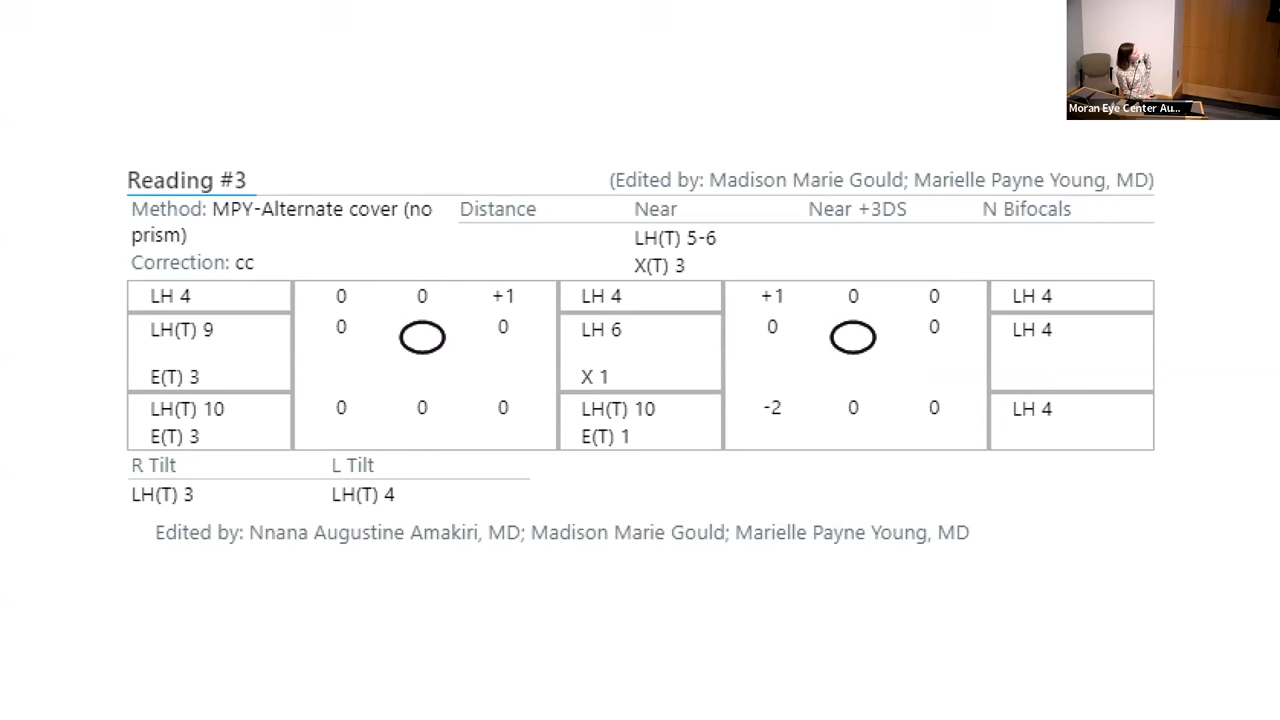 Moran Eye Center Au...
Reading #3 (Edited by: Madison Marie Gould; Marielle Payne Young, MD)
Method: MPY-Alternate cover (no Distance Near Near +3DS N Bifocals
prism) LH(T) 5-6
Correction: cc X(T) 3
LH 4 0 0 +1 LH 4 +1 0 0 LH 4
LH(T) 9 0 0 LH 6 0 0 LH 4
E(T) 3 X 1
LH(T) 10 0 0 0 LH(T) 10 -2 0 0 LH 4
E(T) 3 E(T) 1
R Tilt L Tilt
LH(T) 3 LH(T) 4
Edited by: Nnana Augustine Amakiri, MD; Madison Marie Gould; Marielle Payne Young, MD